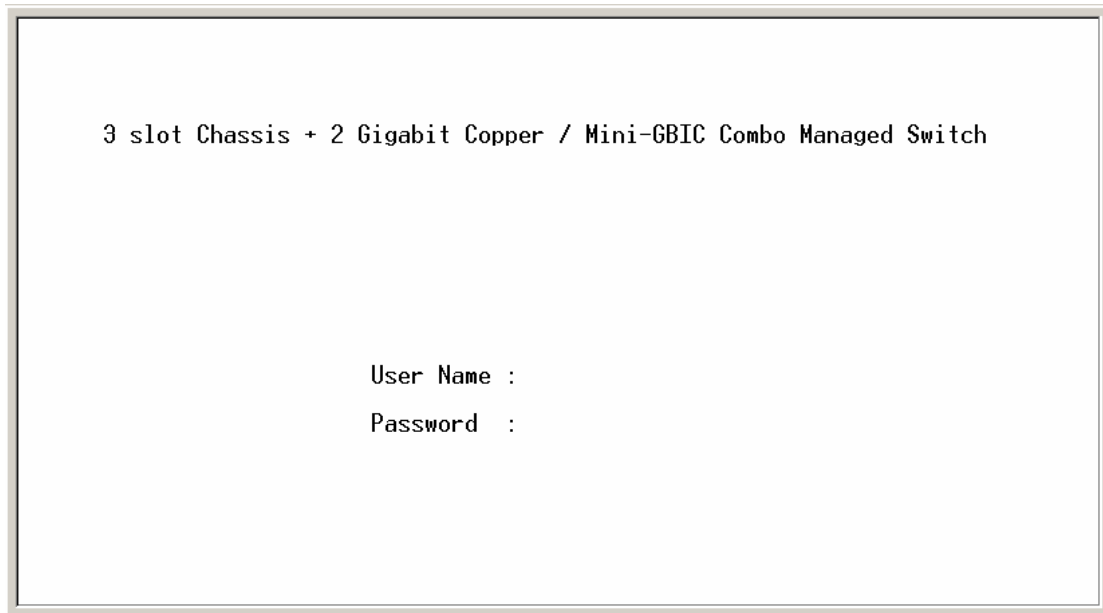 3 slot Chassis + 2 Gigabit Copper / Mini-GBIC Combo Managed Switch
User Name :
Password :